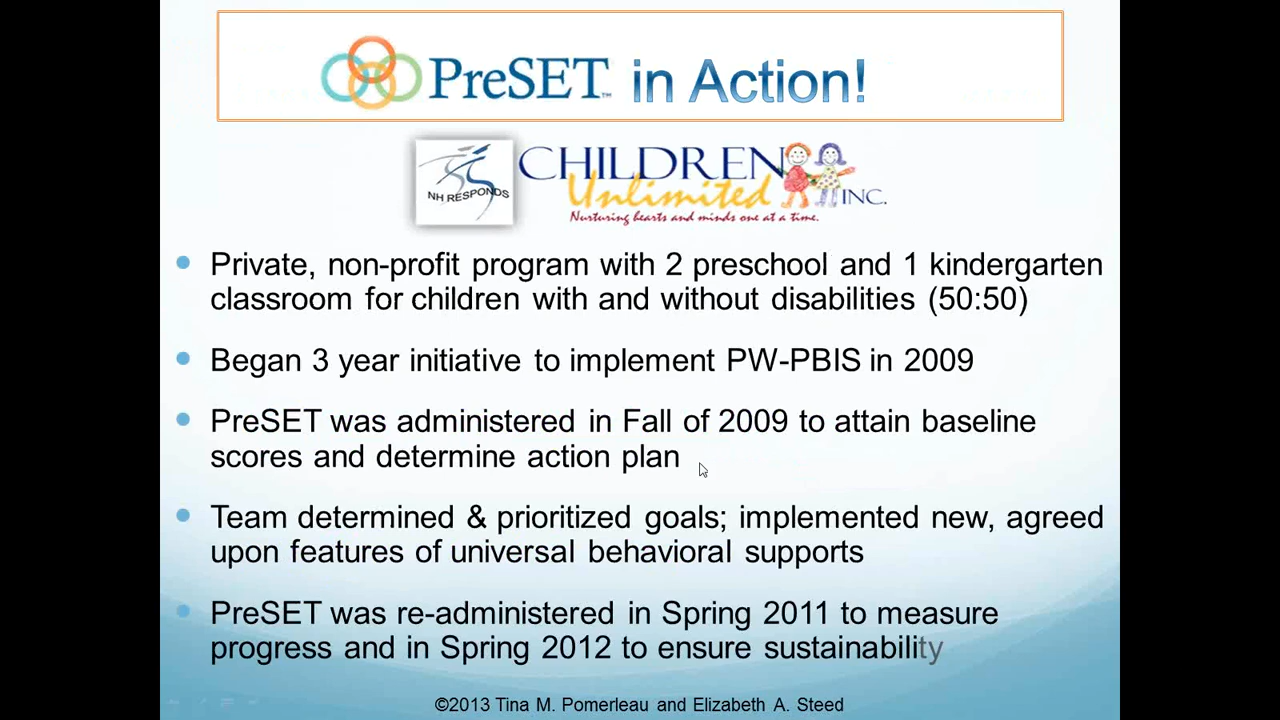 PreSET™ in Action!
NH RESPONDS
CHILDREN
Unlimited
INC.
Nurturing hearts and minds one at a time.
Private, non-profit program with 2 preschool and 1 kindergarten
classroom for children with and without disabilities (50:50)
Began 3 year initiative to implement PW-PBIS in 2009
PreSET was administered in Fall of 2009 to attain baseline
scores and determine action plan
Team determined & prioritized goals; implemented new, agreed
upon features of universal behavioral supports
PreSET was re-administered in Spring 2011 to measure
progress and in Spring 2012 to ensure sustainability
©2013 Tina M. Pomerleau and Elizabeth A. Steed